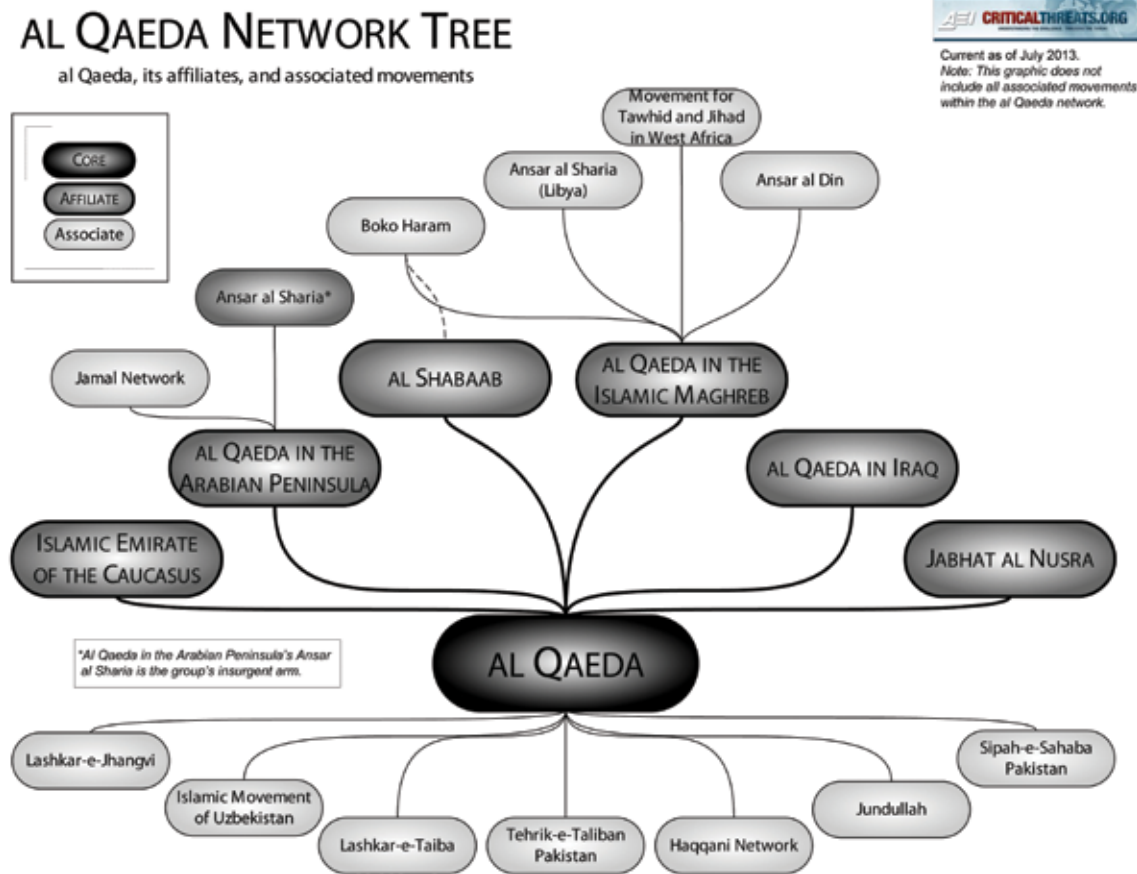 AL QAEDA NETWORK TREE
al Qaeda, its affiliates, and associated movements
AEI CRITICALTHREATS.ORG
Current as of July 2013.
Note: This graphic does not
include all associated movements
within the al Qaeda network.
CORE
AFFILIATE
Associate
Movement for
Tawhid and Jihad
in West Africa
Ansar al Sharia
(Libya)
Ansar al Din
Boko Haram
Ansar al Sharia*
Jamal Network
AL SHABAAB
AL QAEDA IN THE
ISLAMIC MAGHREB
AL QAEDA IN THE
ARABIAN PENINSULA
AL QAEDA IN IRAQ
ISLAMIC EMIRATE
OF THE CAUCASUS
JABHAT AL NUSRA
AL QAEDA
*Al Qaeda in the Arabian Peninsula's Ansar
al Sharia is the group's insurgent arm.
Lashkar-e-Jhangvi
Islamic Movement
of Uzbekistan
Lashkar-e-Taiba
Tehrik-e-Taliban
Pakistan
Haqqani Network
Jundullah
Sipah-e-Sahaba
Pakistan